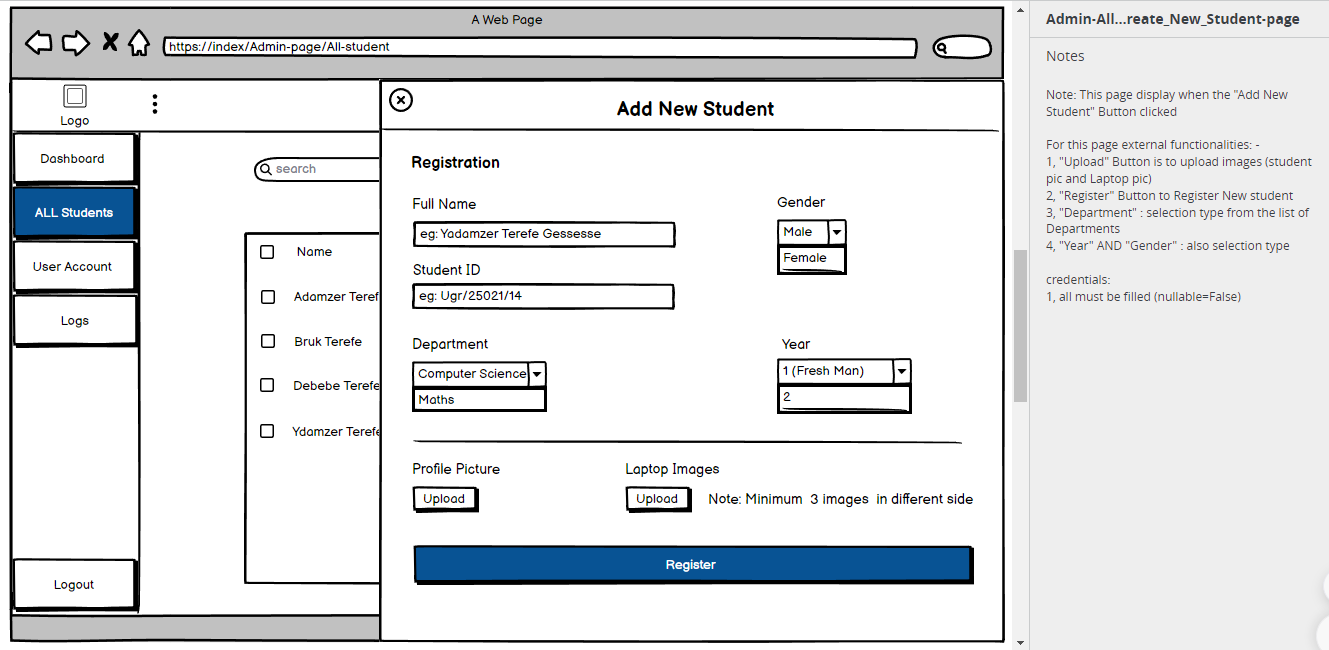 A Web Page
https://index/Admin-page/All-student
Logo
Dashboard
ALL Students
User Account
Logs
Logout
search
Name
Adamzer Teref
Bruk Terefe
Debebe Terefe
Ydamzer Terefe
Add New Student
Registration
Full Name
eg: Yadamzer Terefe Gessesse
Gender
Male
Female
Student ID
eg: Ugr/25021/14
Department
Computer Science
Maths
Year
1 (Fresh Man)
2
Profile Picture
Upload
Laptop Images
Upload
Note: Minimum 3 images in different side
Register
Admin-All...reate_New_Student-page
Notes
Note: This page display when the "Add New
Student" Button clicked
For this page external functionalities: -
1, "Upload" Button is to upload images (student
pic and Laptop pic)
2, "Register" Button to Register New student
3, "Department" : selection type from the list of
Departments
4, "Year" AND "Gender" : also selection type
credentials:
1, all must be filled (nullable=False)